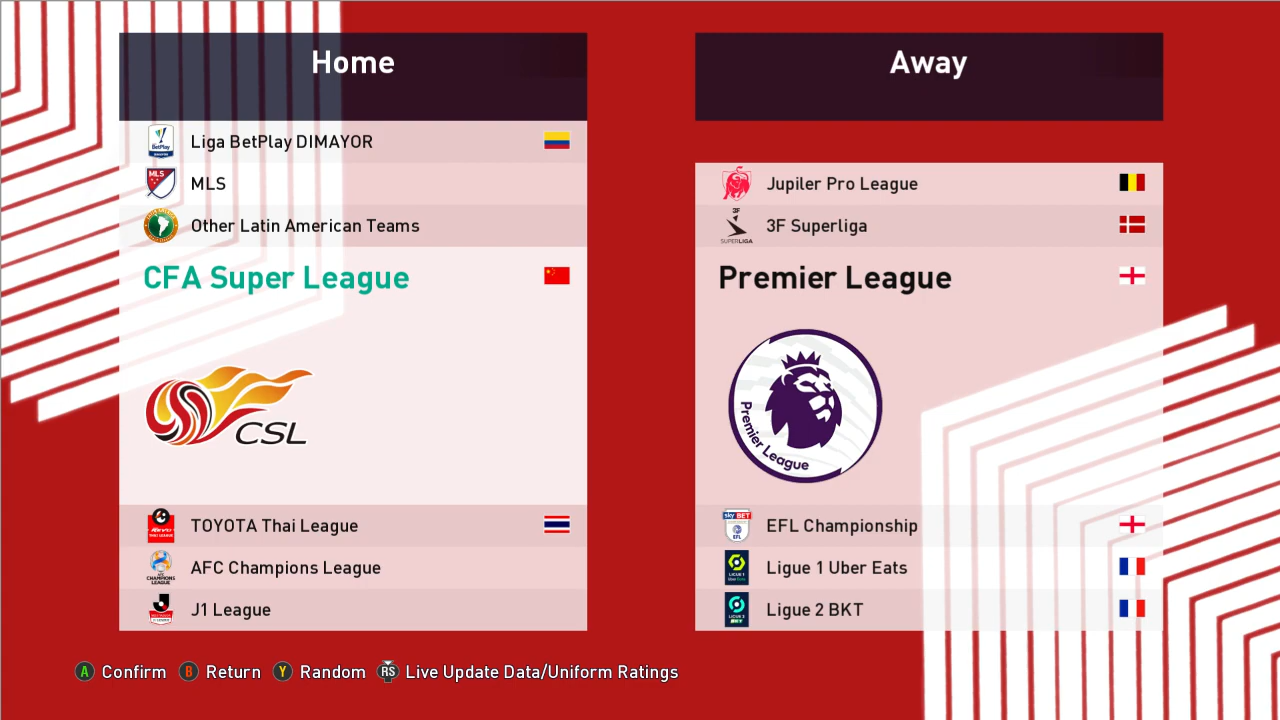 Home
Liga BetPlay DIMAYOR
MLS
Other Latin American Teams
CFA Super League
CSL
TOYOTA Thai League
AFC Champions League
J1 League
Away
Jupiler Pro League
3F Superliga
Premier League
Premier League
EFL Championship
Ligue 1 Uber Eats
Ligue 2 BKT
A Confirm B Return Y Random RS Live Update Data/Uniform Ratings